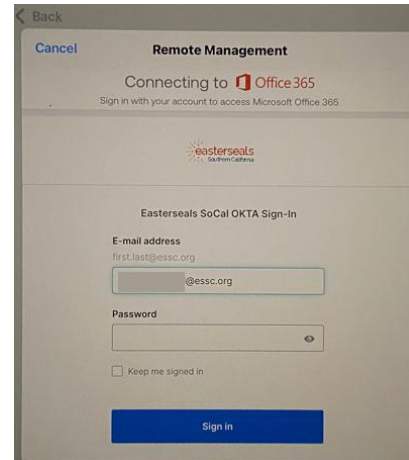 Back
Cancel
Remote Management
Connecting to Office 365
Sign in with your account to access Microsoft Office 365
easterseals
Southern California
Easterseals SoCal OKTA Sign-In
E-mail address
first.last@essc.org
@essc.org
Password
Keep me signed in
Sign in